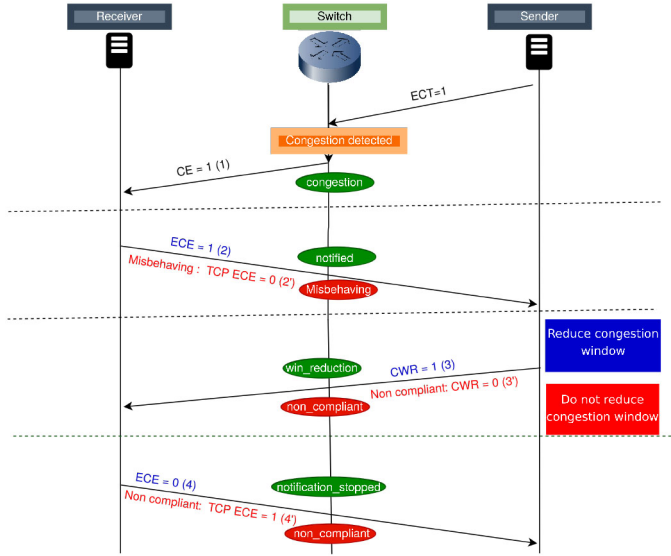 Receiver
Switch
Sender
ECT=1
Congestion detected
CE = 1 (1)
congestion
ECE = 1 (2)
notified
Misbehaving : TCP ECE = 0 (2')
Misbehaving
Reduce congestion
window
win_reduction
CWR = 1 (3)
Non compliant: CWR = 0 (3')
non_compliant
Do not reduce
congestion window
ECE = 0 (4)
notification_stopped
Non compliant: TCP ECE = 1 (4')
non_compliant